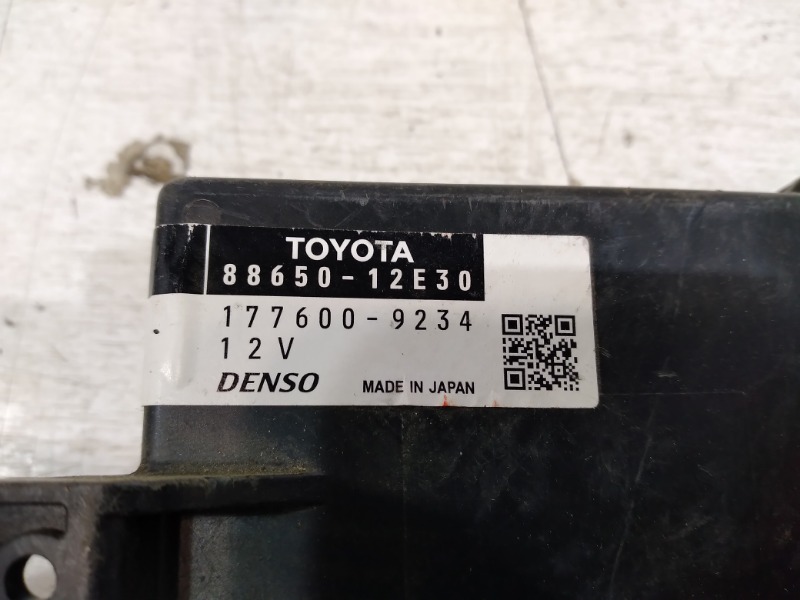 TOYOTA
88650-12E30
177600-9234
12V
DENSO MADE IN JAPAN